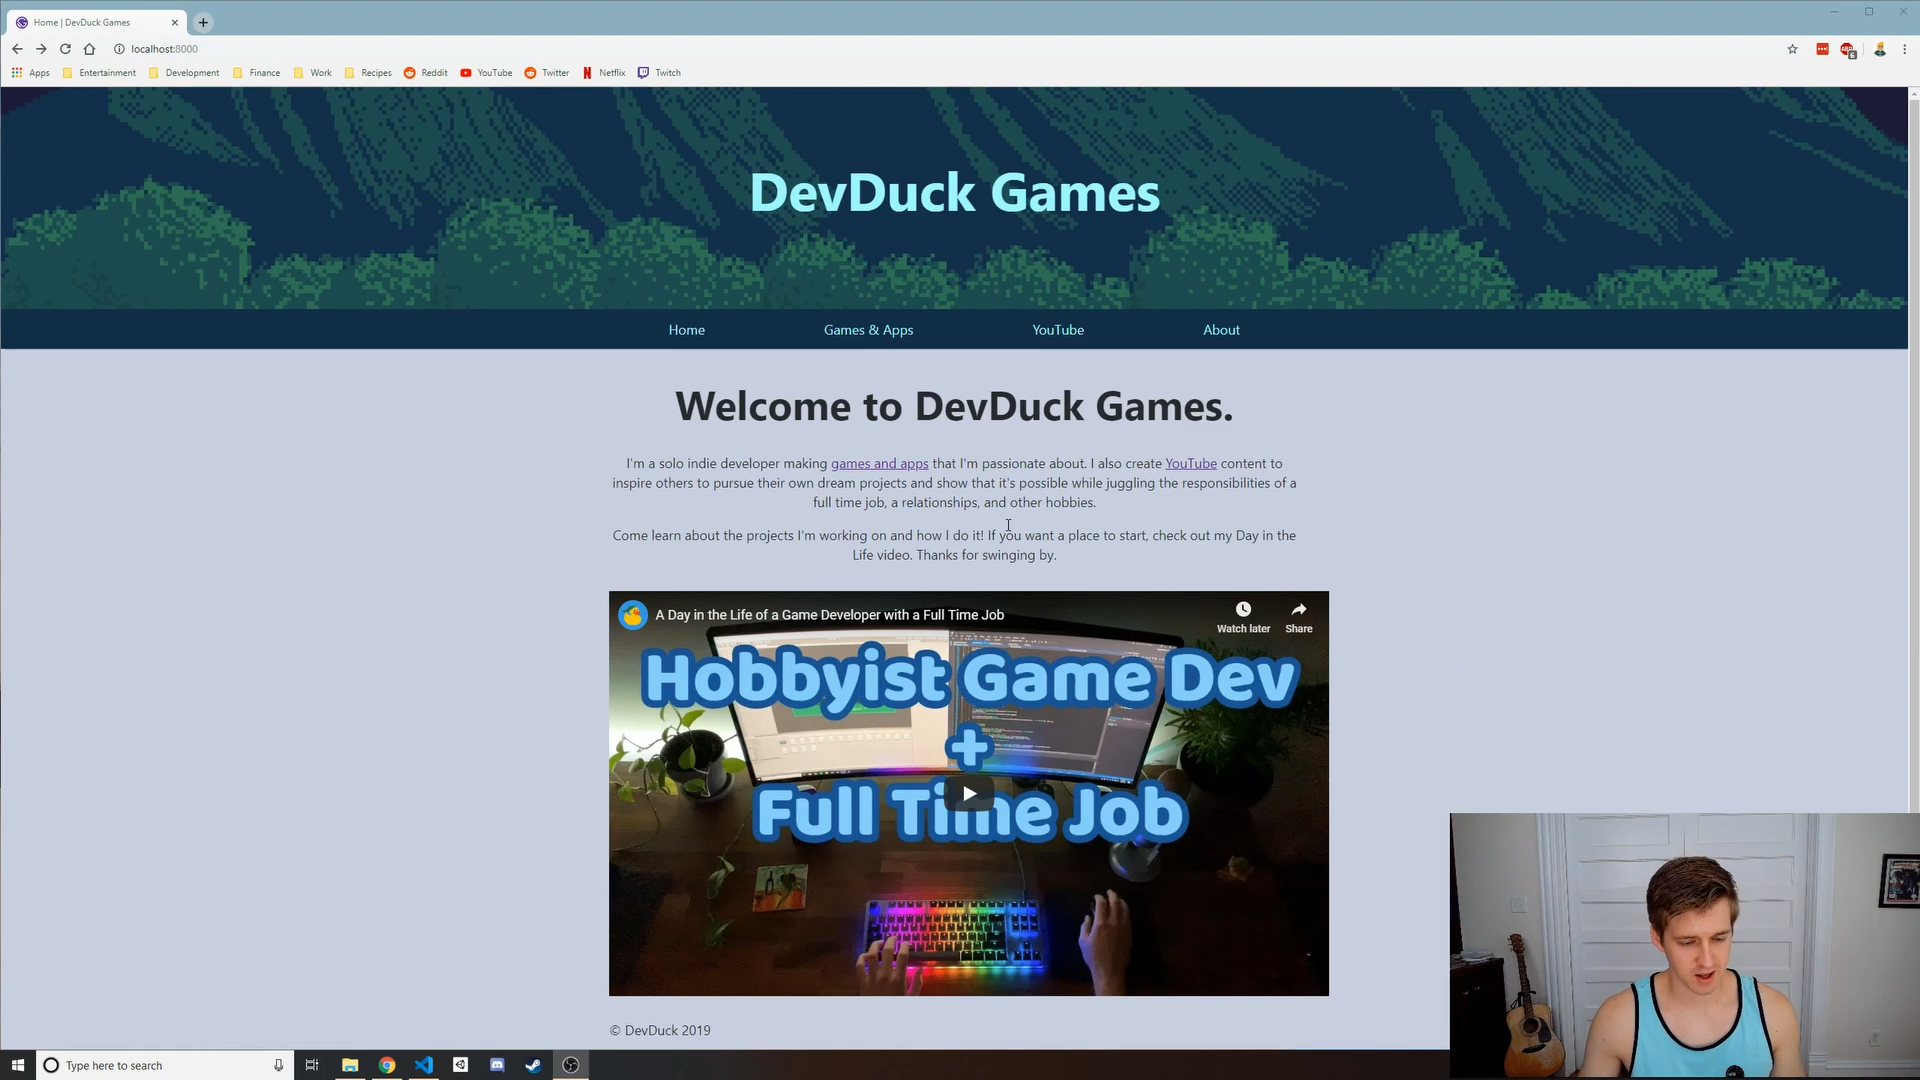 Home | DevDuck Games
localhost:8000
Apps
Entertainment
Development
Finance
Work
Recipes
Reddit
YouTube
Twitter
Netflix
Twitch
DevDuck Games
Home
Games & Apps
YouTube
About
Welcome to DevDuck Games.
I'm a solo indie developer making games and apps that I'm passionate about. I also create YouTube content to
inspire others to pursue their own dream projects and show that it's possible while juggling the responsibilities of a
full time job, a relationships, and other hobbies.
Come learn about the projects I'm working on and how I do it! If you want a place to start, check out my Day in the
Life video. Thanks for swinging by.
A Day in the Life of a Game Developer with a Full Time Job
Watch later
Share
Hobbyist Game Dev
+
Full Time Job
© DevDuck 2019
Type here to search